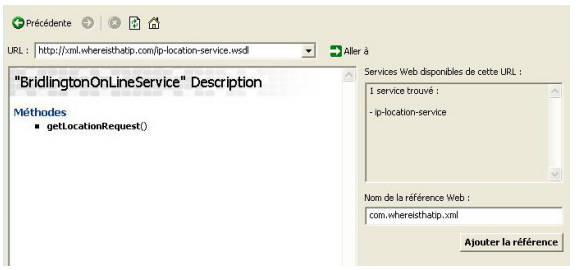 Précédente
URL : http://xml.whereisthatip.com/ip-location-service.wsdl Aller à
"BridlingtonOnLineService" Description
Méthodes
getLocationRequest()
Services Web disponibles de cette URL :
1 service trouvé :
- ip-location-service
Nom de la référence Web :
com.whereisthatip.xml
Ajouter la référence